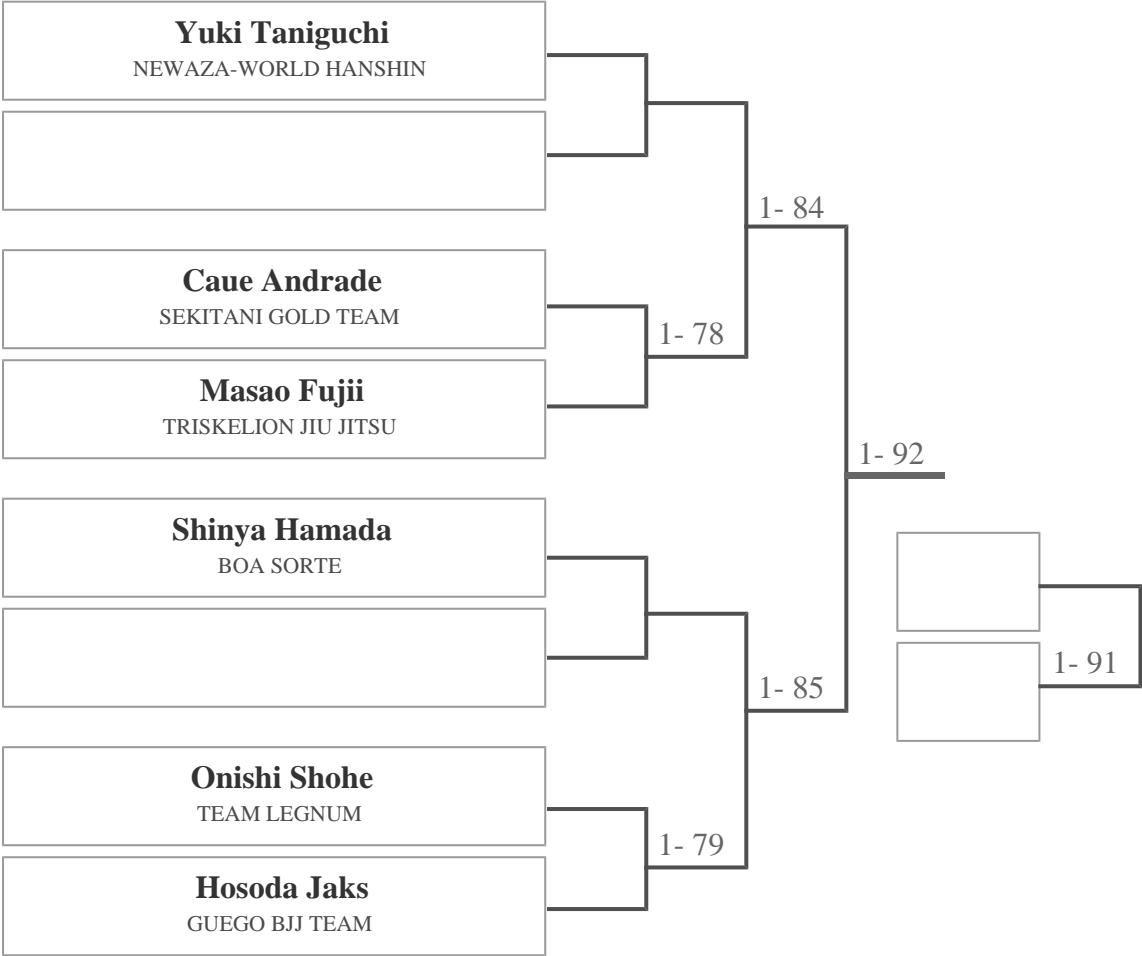 Yuki Taniguchi
NEWAZA-WORLD HANSHIN
1- 84
Caue Andrade
SEKITANI GOLD TEAM
1- 78
Masao Fujii
TRISKELION JIU JITSU
1- 92
Shinya Hamada
BOA SORTE
1- 91
1- 85
Onishi Shohe
TEAM LEGNUM
1- 79
Hosoda Jaks
GUEGO BJJ TEAM